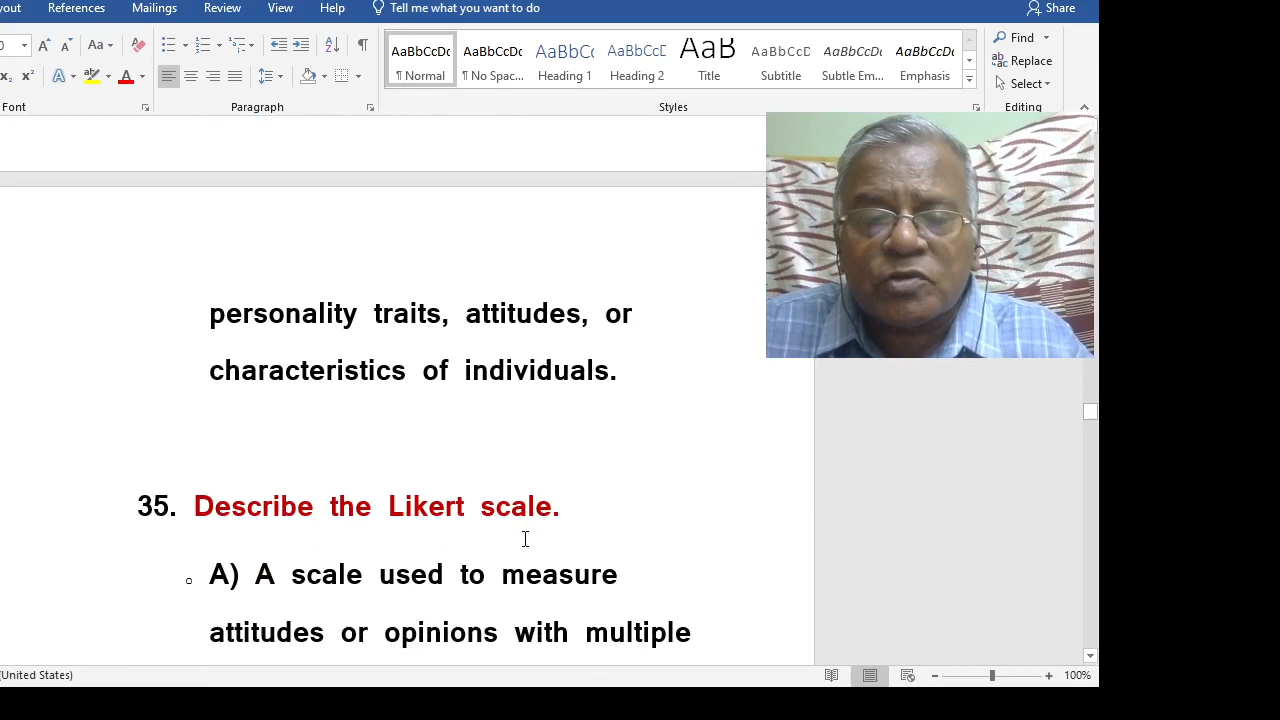 References Mailings Review View Help Tell me what you want to do Share
Aa
AaBbCcDc AaBbCcDc AaBbCc AaBbCcD AaB AaBbCcD AaBbCcDc AaBbCcDc
¶ Normal ¶ No Spac... Heading 1 Heading 2 Title Subtitle Subtle Em... Emphasis
Find
Replace
Select
Font Paragraph Styles Editing
personality traits, attitudes, or
characteristics of individuals.
35. Describe the Likert scale.
A) A scale used to measure
attitudes or opinions with multiple
(United States) 100%